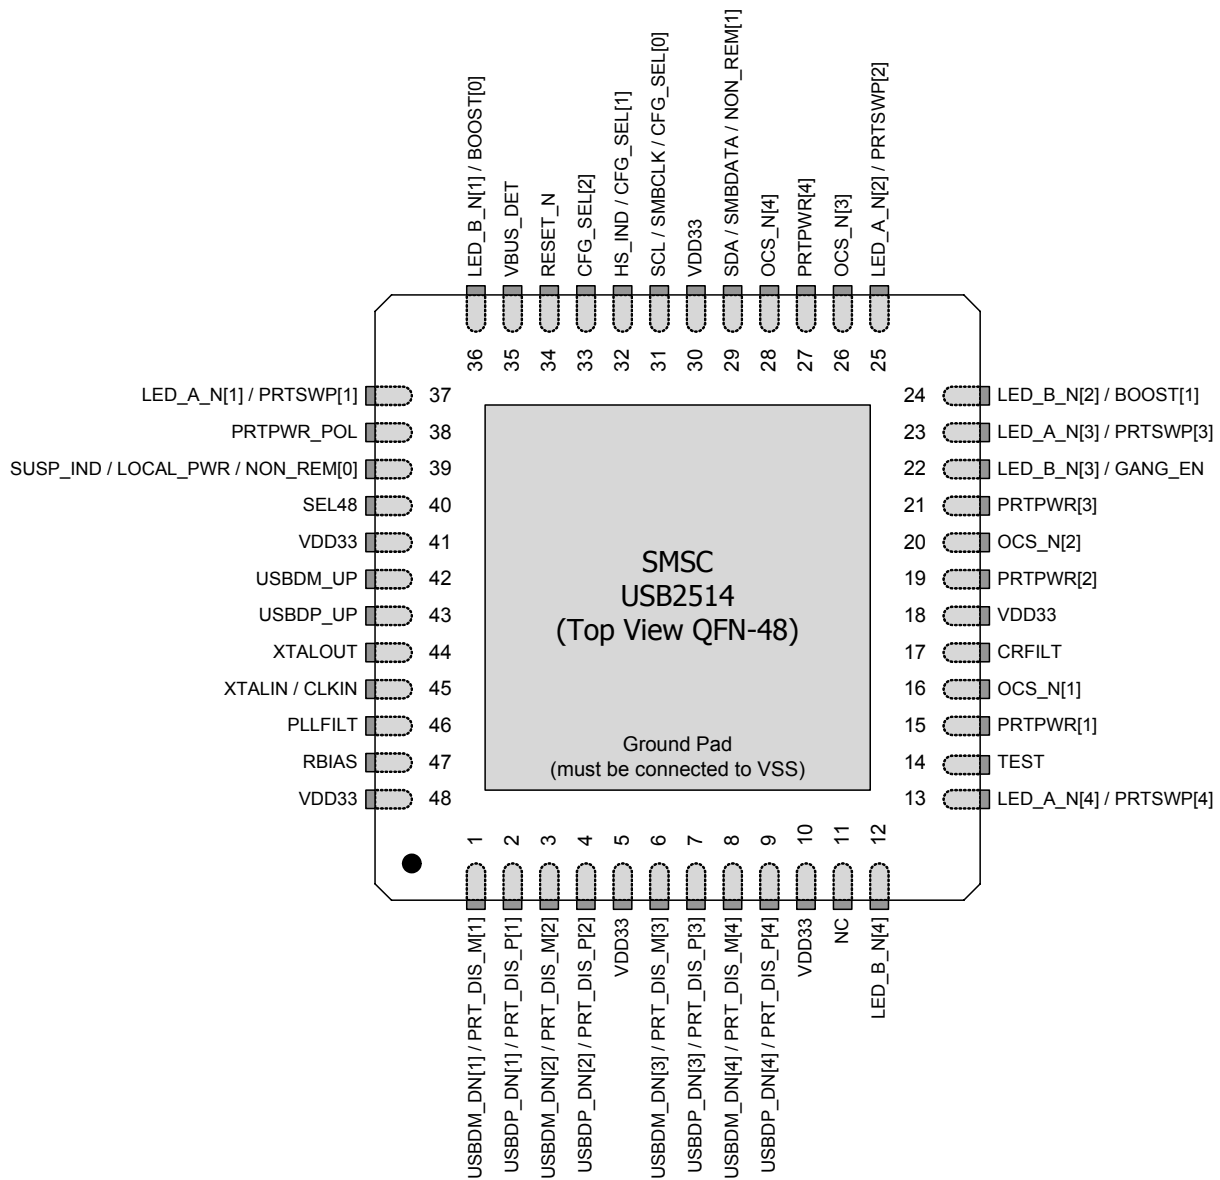 LED_B_N[1] / BOOST[0]
VBUS_DET
RESET_N
CFG_SEL[2]
HS_IND / CFG_SEL[1]
SCL / SMBCLK / CFG_SEL[0]
VDD33
SDA / SMBDATA / NON_REM[1]
OCS_N[4]
PRTPWR[4]
OCS_N[3]
LED_A_N[2] / PRTSWP[2]
36
35
34
33
32
31
30
29
28
27
26
25
LED_A_N[1] / PRTSWP[1] 37
PRTPWR_POL 38
SUSP_IND / LOCAL_PWR / NON_REM[0] 39
SEL48 40
VDD33 41
USBDM_UP 42
USBDP_UP 43
XTALOUT 44
XTALIN / CLKIN 45
PLLFILT 46
RBIAS 47
VDD33 48
SMSC
USB2514
(Top View QFN-48)
Ground Pad
(must be connected to VSS)
24 LED_B_N[2] / BOOST[1]
23 LED_A_N[3] / PRTSWP[3]
22 LED_B_N[3] / GANG_EN
21 PRTPWR[3]
20 OCS_N[2]
19 PRTPWR[2]
18 VDD33
17 CRFILT
16 OCS_N[1]
15 PRTPWR[1]
14 TEST
13 LED_A_N[4] / PRTSWP[4]
1
2
3
4
5
6
7
8
9
10
11
12
USBDM_DN[1] / PRT_DIS_M[1]
USBDP_DN[1] / PRT_DIS_P[1]
USBDM_DN[2] / PRT_DIS_M[2]
USBDP_DN[2] / PRT_DIS_P[2]
VDD33
USBDM_DN[3] / PRT_DIS_M[3]
USBDP_DN[3] / PRT_DIS_P[3]
USBDM_DN[4] / PRT_DIS_M[4]
USBDP_DN[4] / PRT_DIS_P[4]
VDD33
NC
LED_B_N[4]